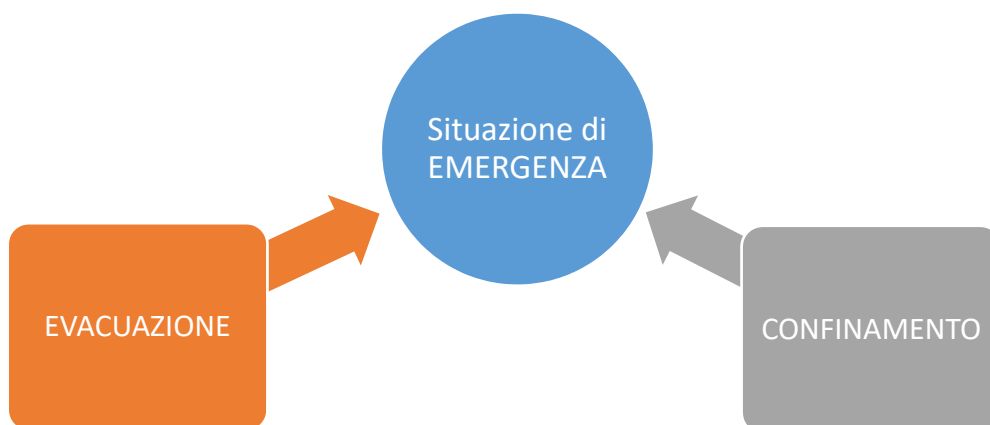 Situazione di
EMERGENZA
EVACUAZIONE
CONFINAMENTO